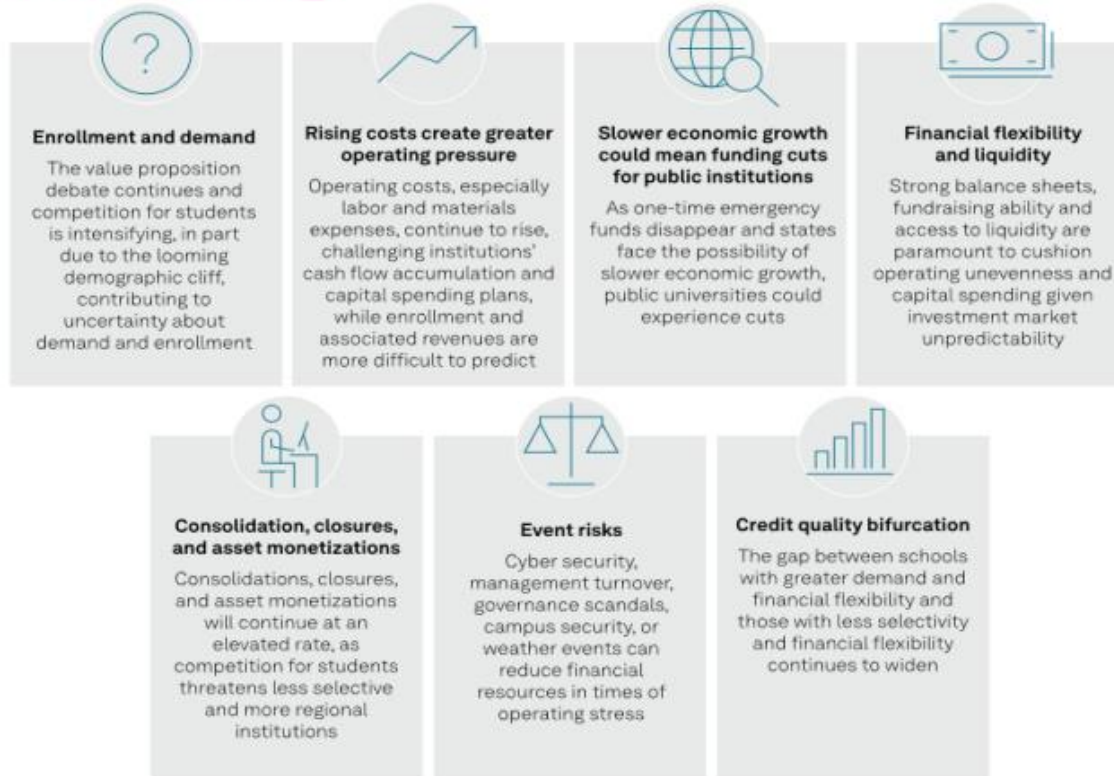 ?
Enrollment and demand
The value proposition
debate continues and
competition for students
is intensifying, in part
due to the looming
demographic cliff,
contributing to
uncertainty about
demand and enrollment
Rising costs create greater
operating pressure
Operating costs, especially
labor and materials
expenses, continue to rise,
challenging institutions'
cash flow accumulation and
capital spending plans,
while enrollment and
associated revenues are
more difficult to predict
Slower economic growth
could mean funding cuts
for public institutions
As one-time emergency
funds disappear and states
face the possibility of
slower economic growth,
public universities could
experience cuts
Financial flexibility
and liquidity
Strong balance sheets,
fundraising ability and
access to liquidity are
paramount to cushion
operating unevenness and
capital spending given
investment market
unpredictability
Consolidation, closures,
and asset monetizations
Consolidations, closures,
and asset monetizations
will continue at an
elevated rate, as
competition for students
threatens less selective
and more regional
institutions
Event risks
Cyber security,
management turnover,
governance scandals,
campus security, or
weather events can
reduce financial
resources in times of
operating stress
Credit quality bifurcation
The gap between schools
with greater demand and
financial flexibility and
those with less selectivity
and financial flexibility
continues to widen